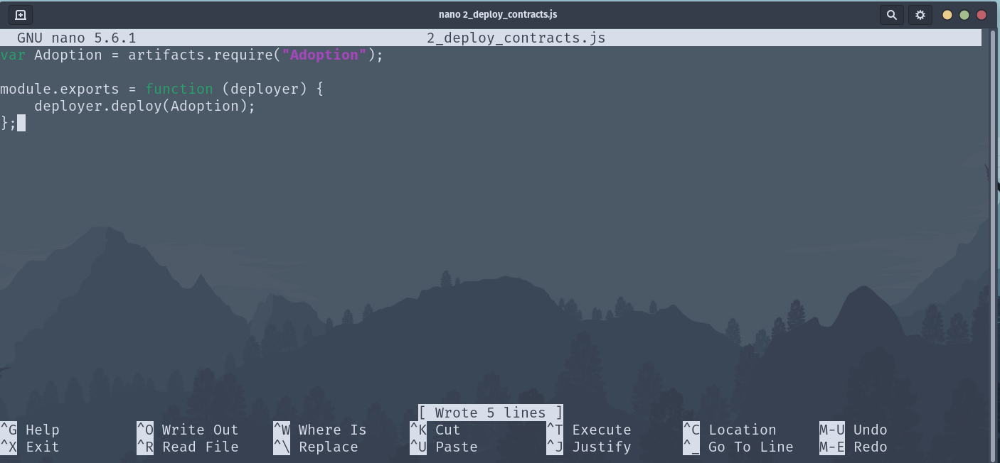 nano 2_deploy_contracts.js
GNU nano 5.6.1 2_deploy_contracts.js
var Adoption = artifacts.require("Adoption");
module.exports = function (deployer) {
    deployer.deploy(Adoption);
};
[ Wrote 5 lines ]
^G Help ^O Write Out ^W Where Is ^K Cut ^T Execute ^C Location M-U Undo
^X Exit ^R Read File ^\ Replace ^U Paste ^J Justify ^_ Go To Line M-E Redo